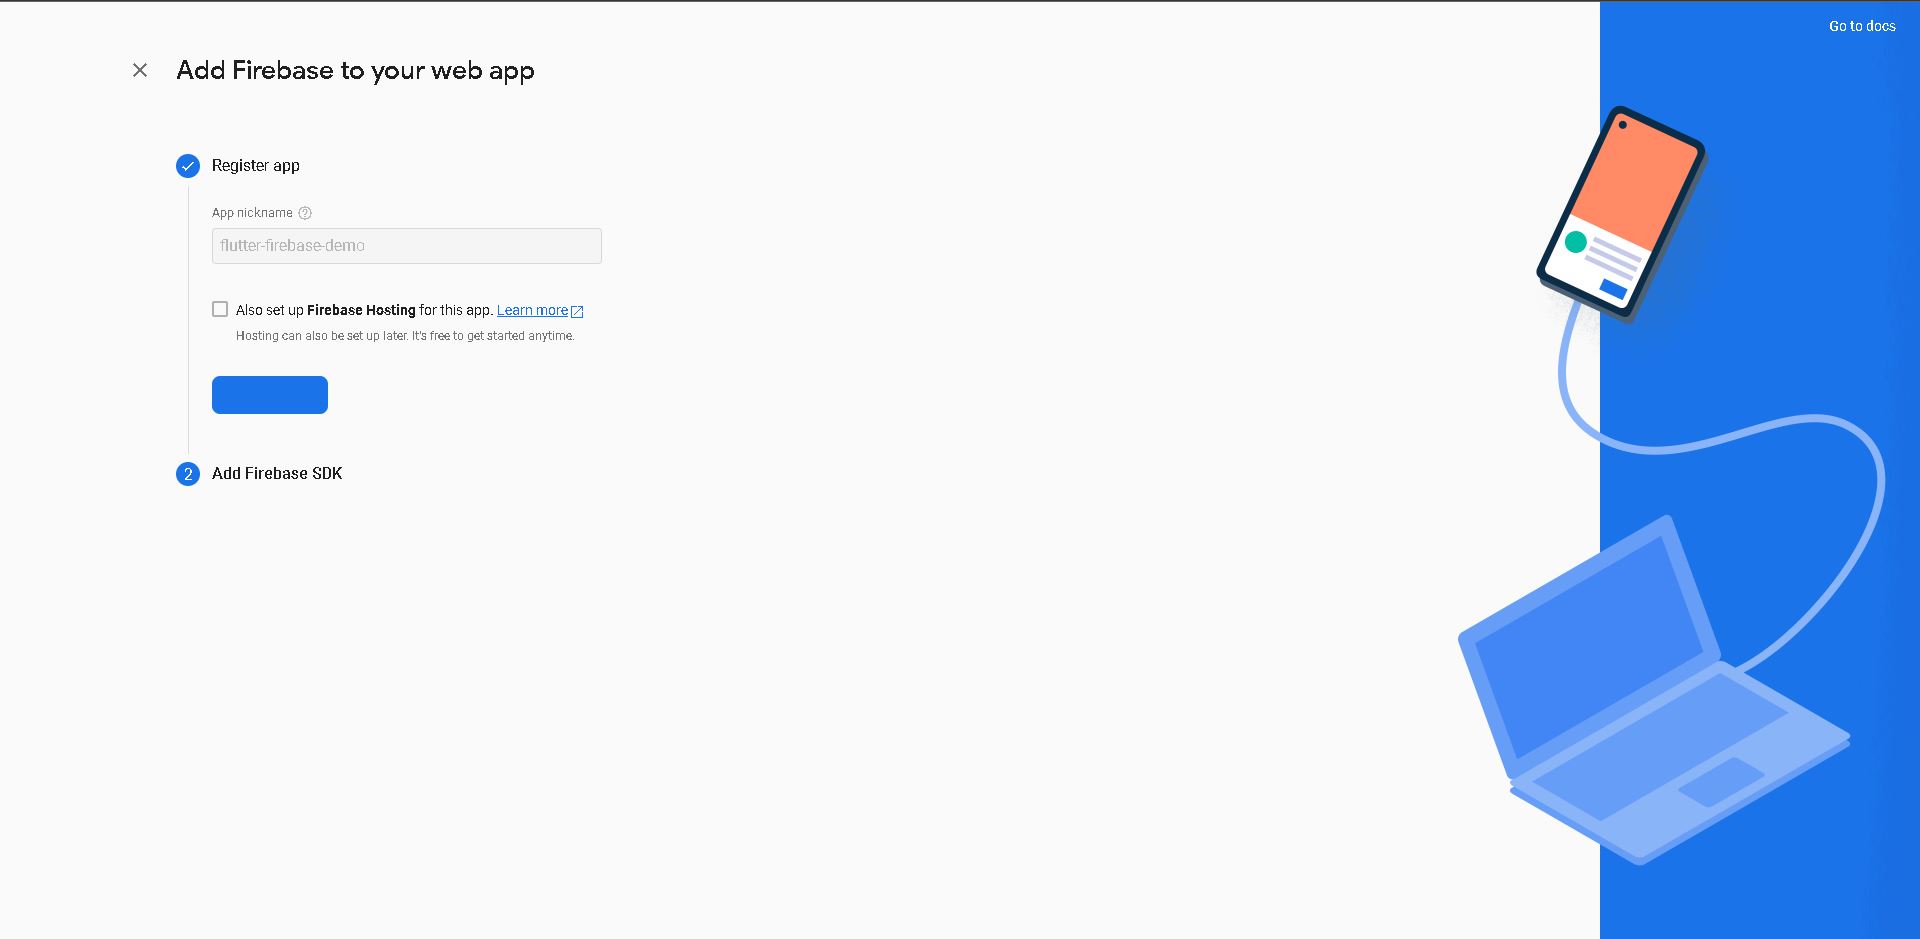 Go to docs
Add Firebase to your web app
Register app
App nickname
flutter-firebase-demo
Also set up Firebase Hosting for this app. Learn more
Hosting can also be set up later. It's free to get started anytime.
2 Add Firebase SDK